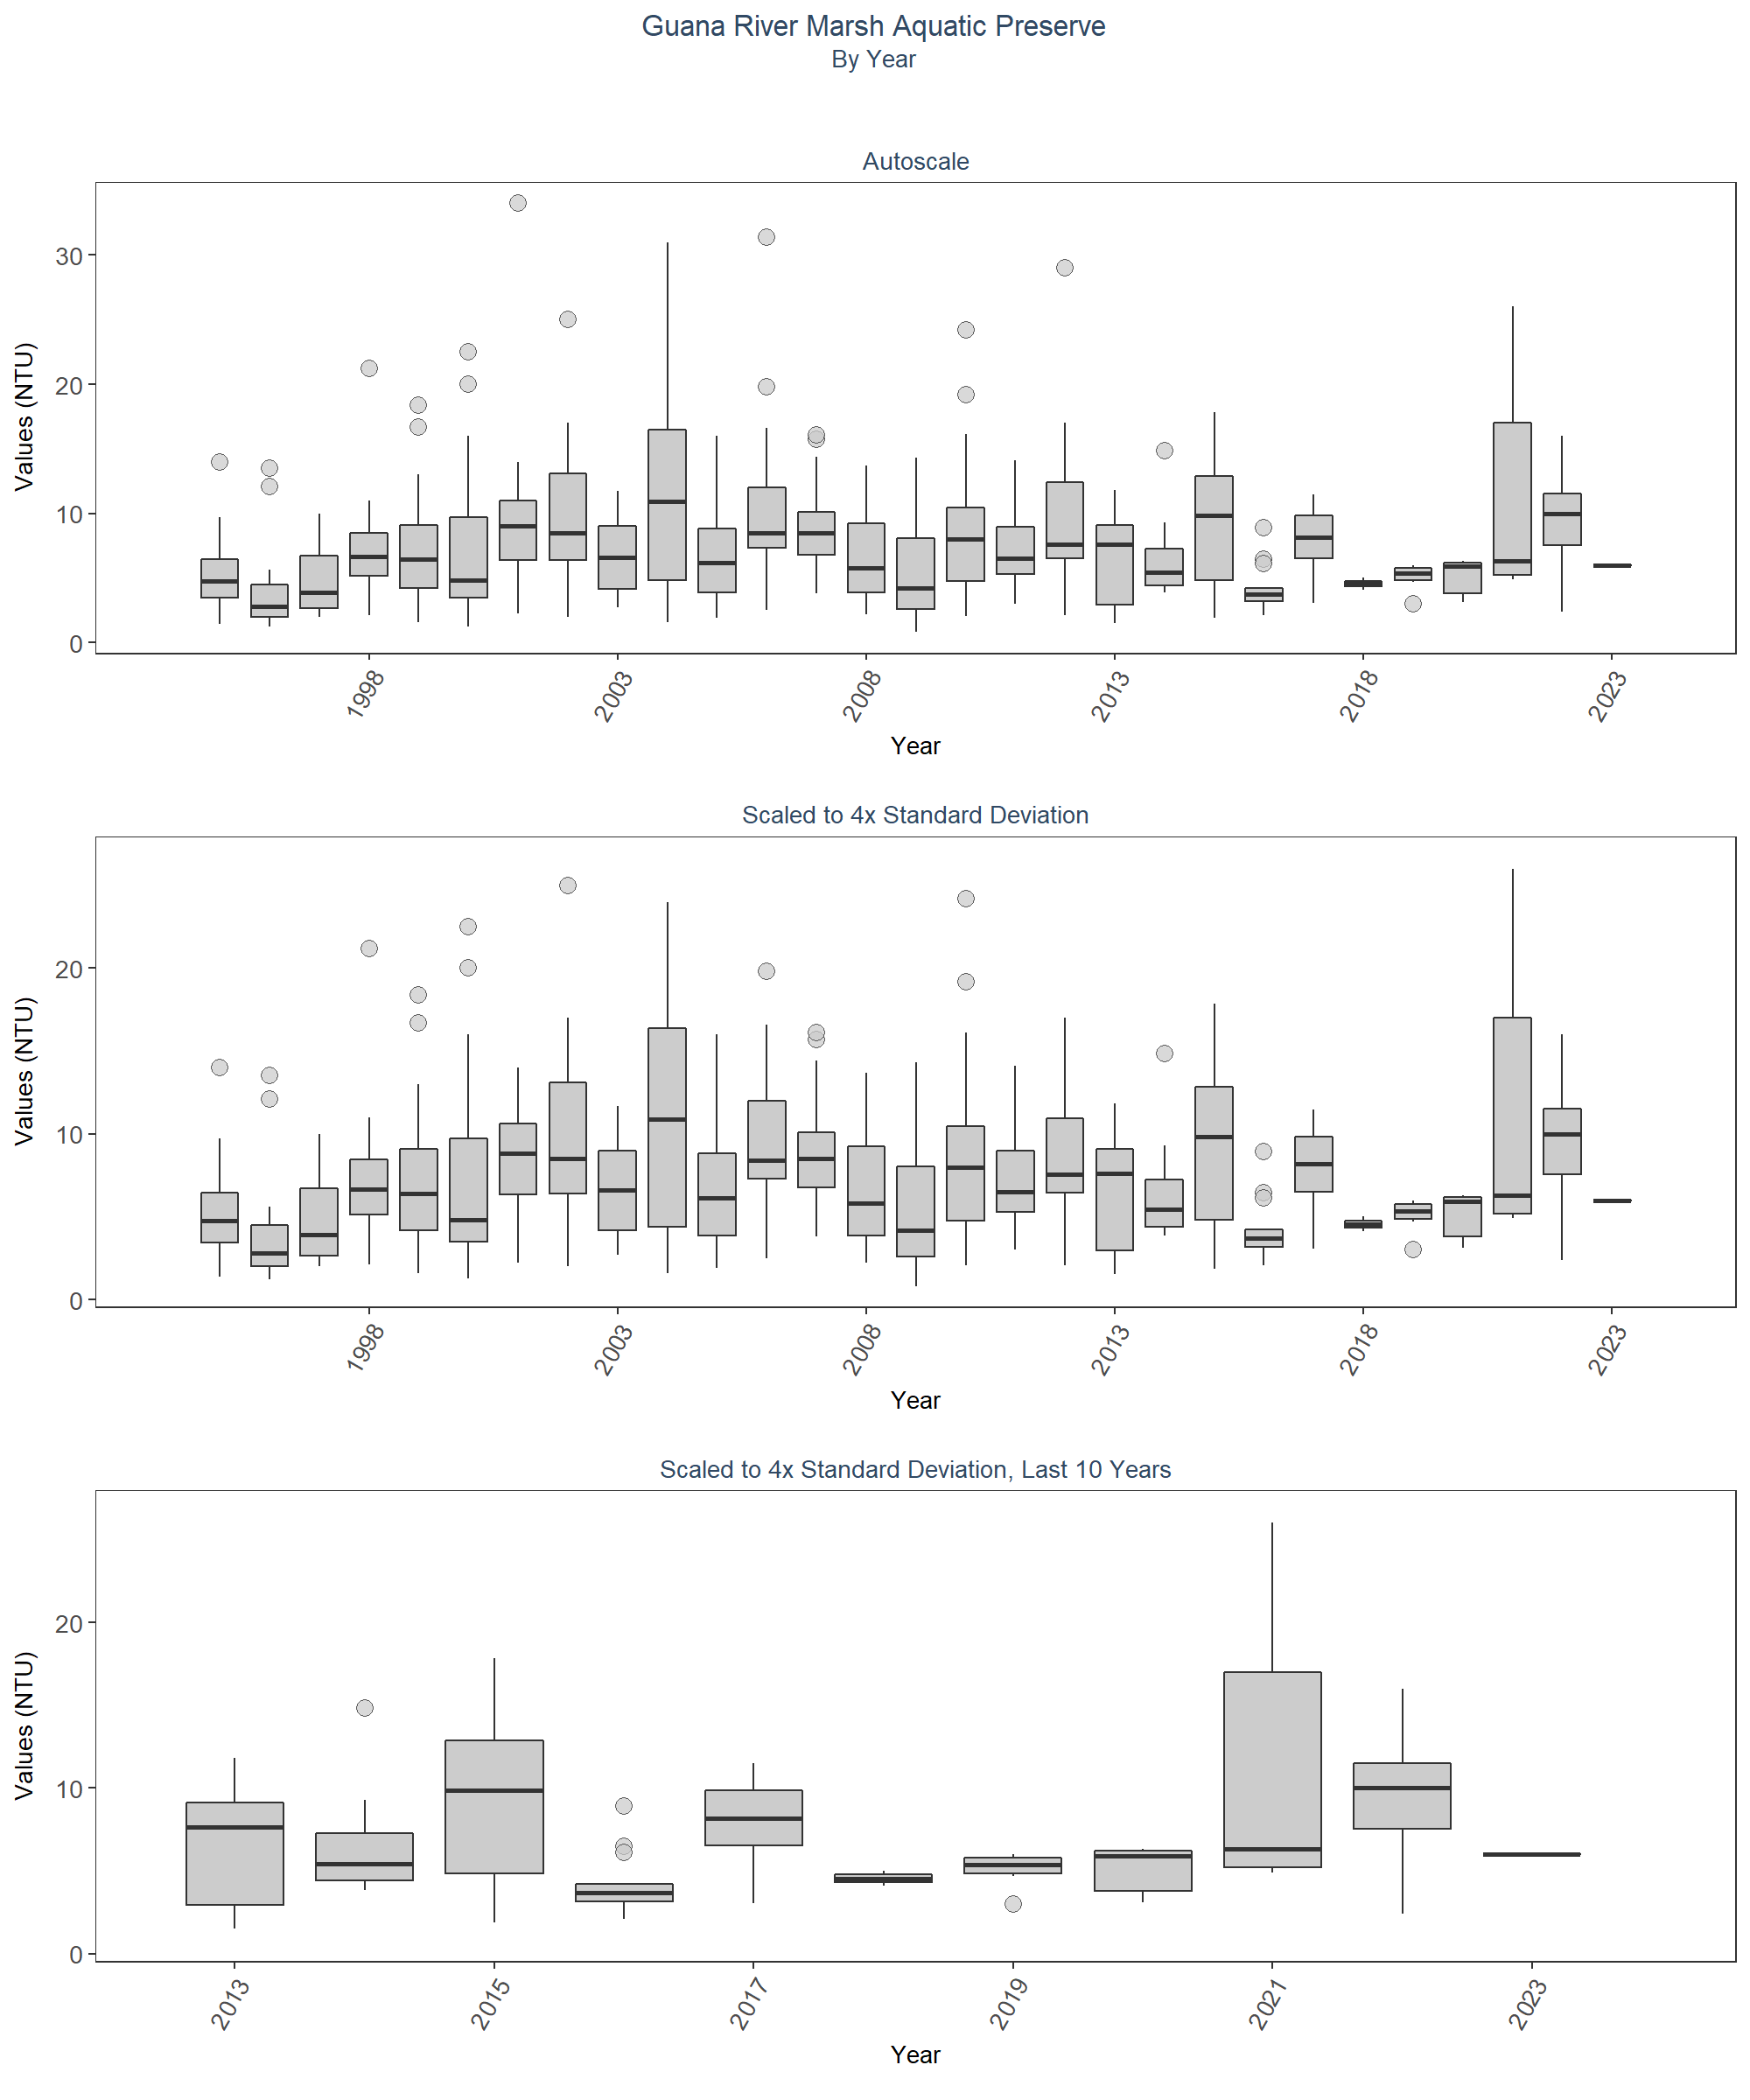 Guana River Marsh Aquatic Preserve
By Year
Autoscale
Values (NTU)
30
20
10
0
1998 2003 2008 2013 2018 2023
Year
Scaled to 4x Standard Deviation
Values (NTU)
20
10
0
1998 2003 2008 2013 2018 2023
Year
Scaled to 4x Standard Deviation, Last 10 Years
Values (NTU)
20
10
0
2013 2015 2017 2019 2021 2023
Year